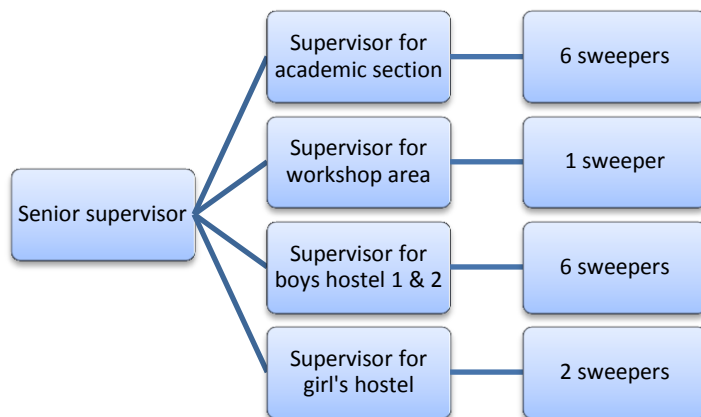 Senior supervisor
Supervisor for
academic section
6 sweepers
Supervisor for
workshop area
1 sweeper
Supervisor for
boys hostel 1 & 2
6 sweepers
Supervisor for
girl's hostel
2 sweepers